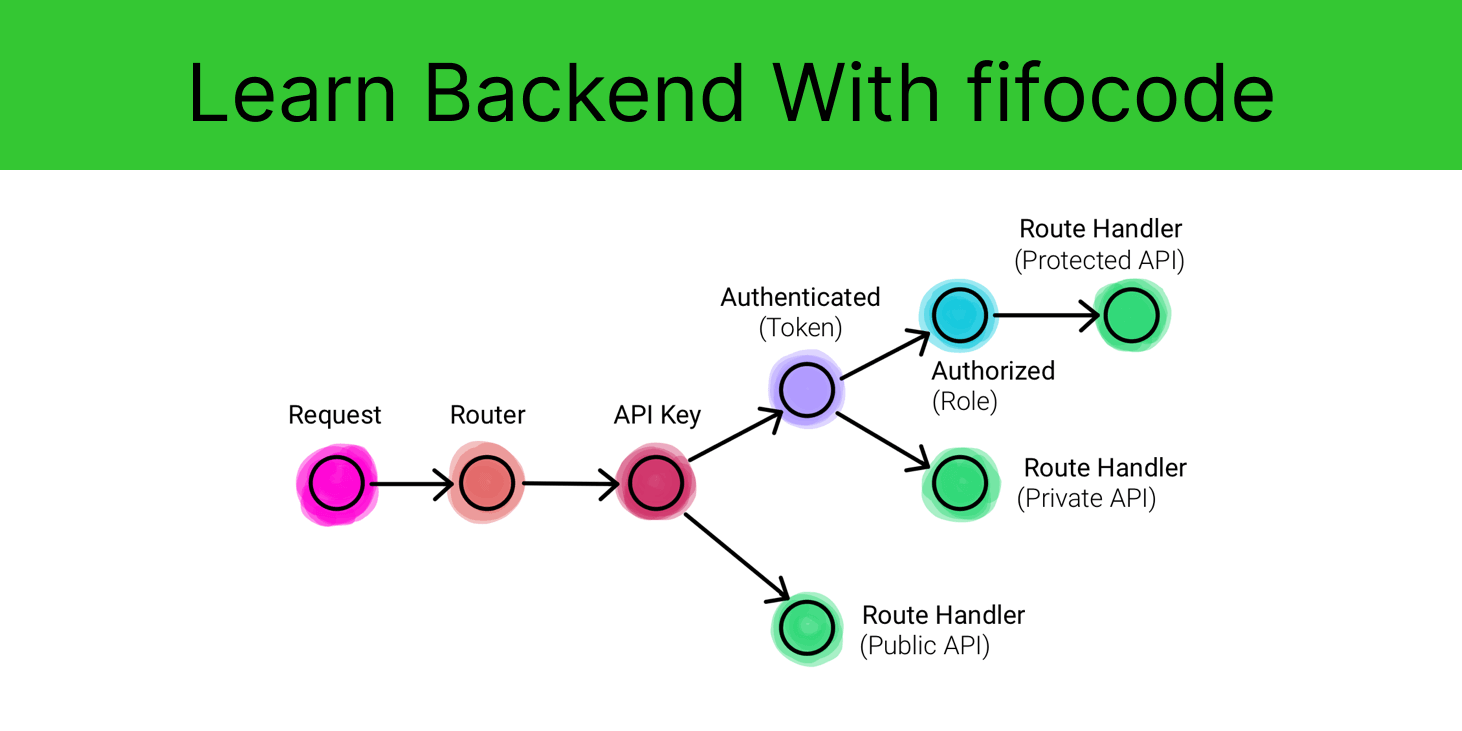 Learn Backend With fifocode
Route Handler
(Protected API)
Authenticated
(Token)
Authorized
(Role)
Request
Router
API Key
Route Handler
(Private API)
Route Handler
(Public API)